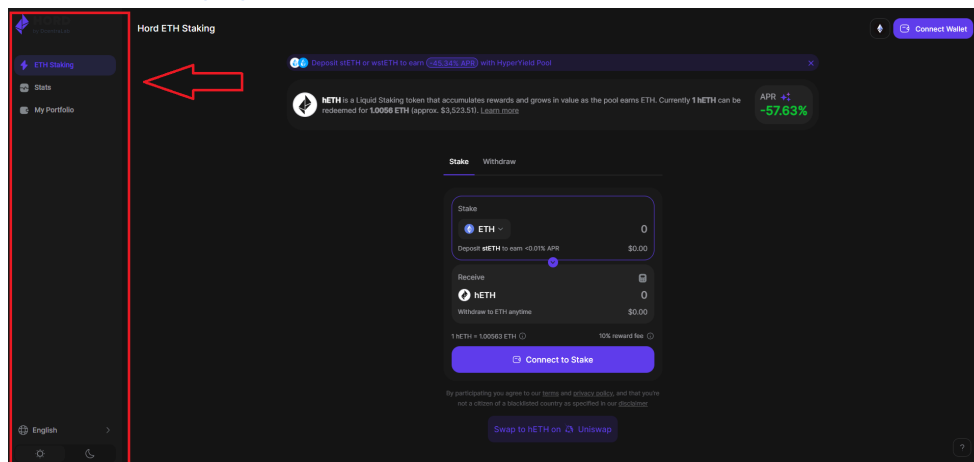 HORD
Hord ETH Staking
Connect Wallet
ETH Staking
Stats
My Portfolio
Deposit stETH or wstETH to earn -45.34% APR with HyperYield Pool
hETH is a Liquid Staking token that accumulates rewards and grows in value as the pool earns ETH. Currently 1 hETH can be
redeemed for 1.0056 ETH (approx. $3,523.51). Learn more
APR
-57.63%
Stake Withdraw
Stake
ETH 0
Deposit stETH to earn <0.01% APR $0.00
Receive
hETH 0
Withdraw to ETH anytime $0.00
1 hETH = 1.00563 ETH 10% reward fee
Connect to Stake
By participating you agree to our terms and privacy policy, and that you're
not a citizen of a blacklisted country as specified in our disclaimer
Swap to hETH on Uniswap
English
?